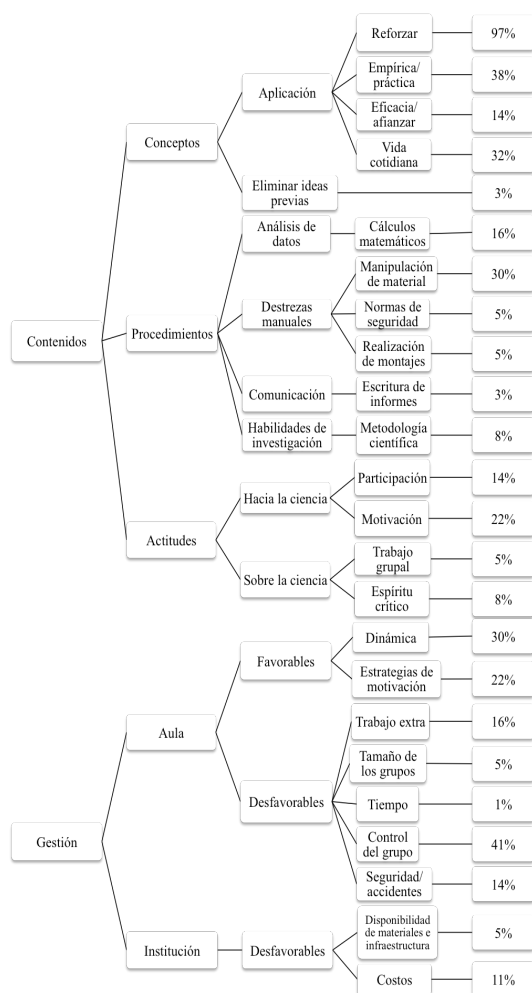 Reforzar
97%
Empírica/
práctica
38%
Aplicación
Eficacia/
afianzar
14%
Conceptos
Vida
cotidiana
32%
Eliminar ideas
previas
3%
Análisis de
datos
Cálculos
matemáticos
16%
Manipulación
de material
30%
Contenidos
Procedimientos
Destrezas
manuales
Normas de
seguridad
5%
Realización
de montajes
5%
Comunicación
Escritura de
informes
3%
Habilidades de
investigación
Metodología
científica
8%
Hacia la ciencia
Participación
14%
Motivación
22%
Actitudes
Sobre la ciencia
Trabajo
grupal
5%
Espíritu
crítico
8%
Favorables
Dinámica
30%
Estrategias de
motivación
22%
Aula
Trabajo extra
16%
Tamaño de
los grupos
5%
Desfavorables
Tiempo
1%
Gestión
Control
del grupo
41%
Seguridad/
accidentes
14%
Disponibilidad
de materiales e
infraestructura
5%
Institución
Desfavorables
Costos
11%